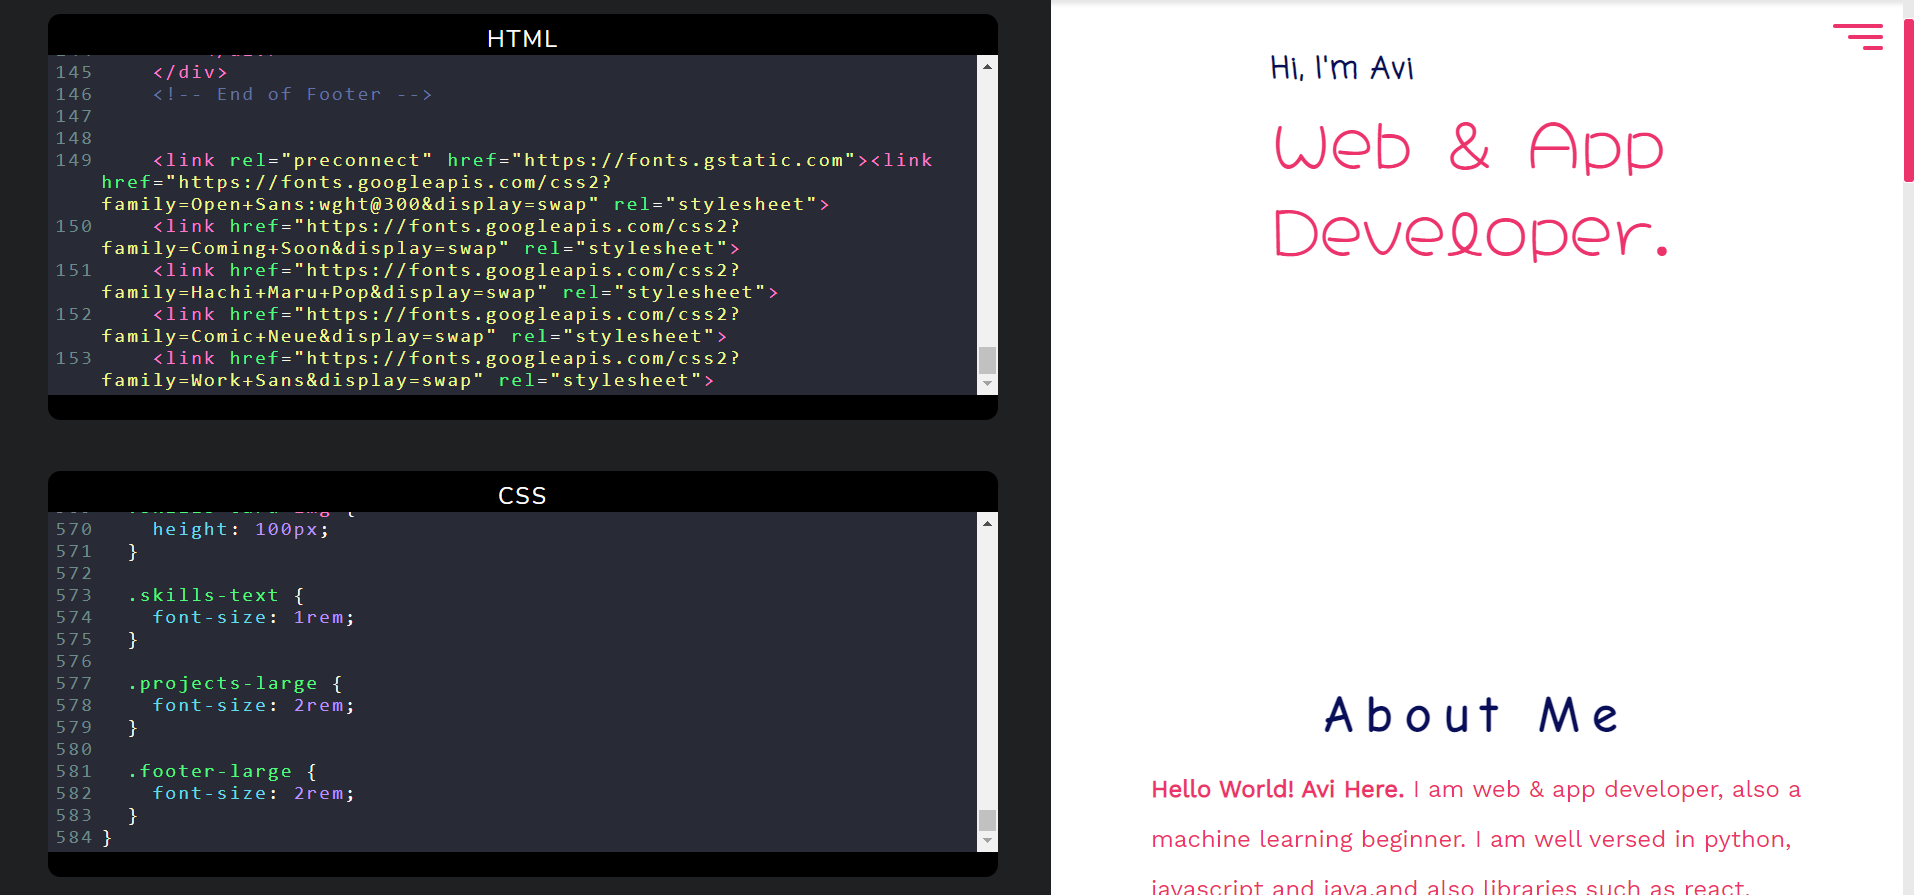 HTML
145 </div>
146 <!-- End of Footer -->
147
148
149 <link rel="preconnect" href="https://fonts.gstatic.com"><link
href="https://fonts.googleapis.com/css2?
family=Open+Sans:wght@300&display=swap" rel="stylesheet">
150 <link href="https://fonts.googleapis.com/css2?
family=Coming+Soon&display=swap" rel="stylesheet">
151 <link href="https://fonts.googleapis.com/css2?
family=Hachi+Maru+Pop&display=swap" rel="stylesheet">
152 <link href="https://fonts.googleapis.com/css2?
family=Comic+Neue&display=swap" rel="stylesheet">
153 <link href="https://fonts.googleapis.com/css2?
family=Work+Sans&display=swap" rel="stylesheet">
CSS
570 height: 100px;
571 }
572
573 .skills-text {
574 font-size: 1rem;
575 }
576
577 .projects-large {
578 font-size: 2rem;
579 }
580
581 .footer-large {
582 font-size: 2rem;
583 }
584 }
Hi, I'm Avi
Web & App
Developer.
About Me
Hello World! Avi Here. I am web & app developer, also a
machine learning beginner. I am well versed in python,
javascript and java,and also libraries such as react,